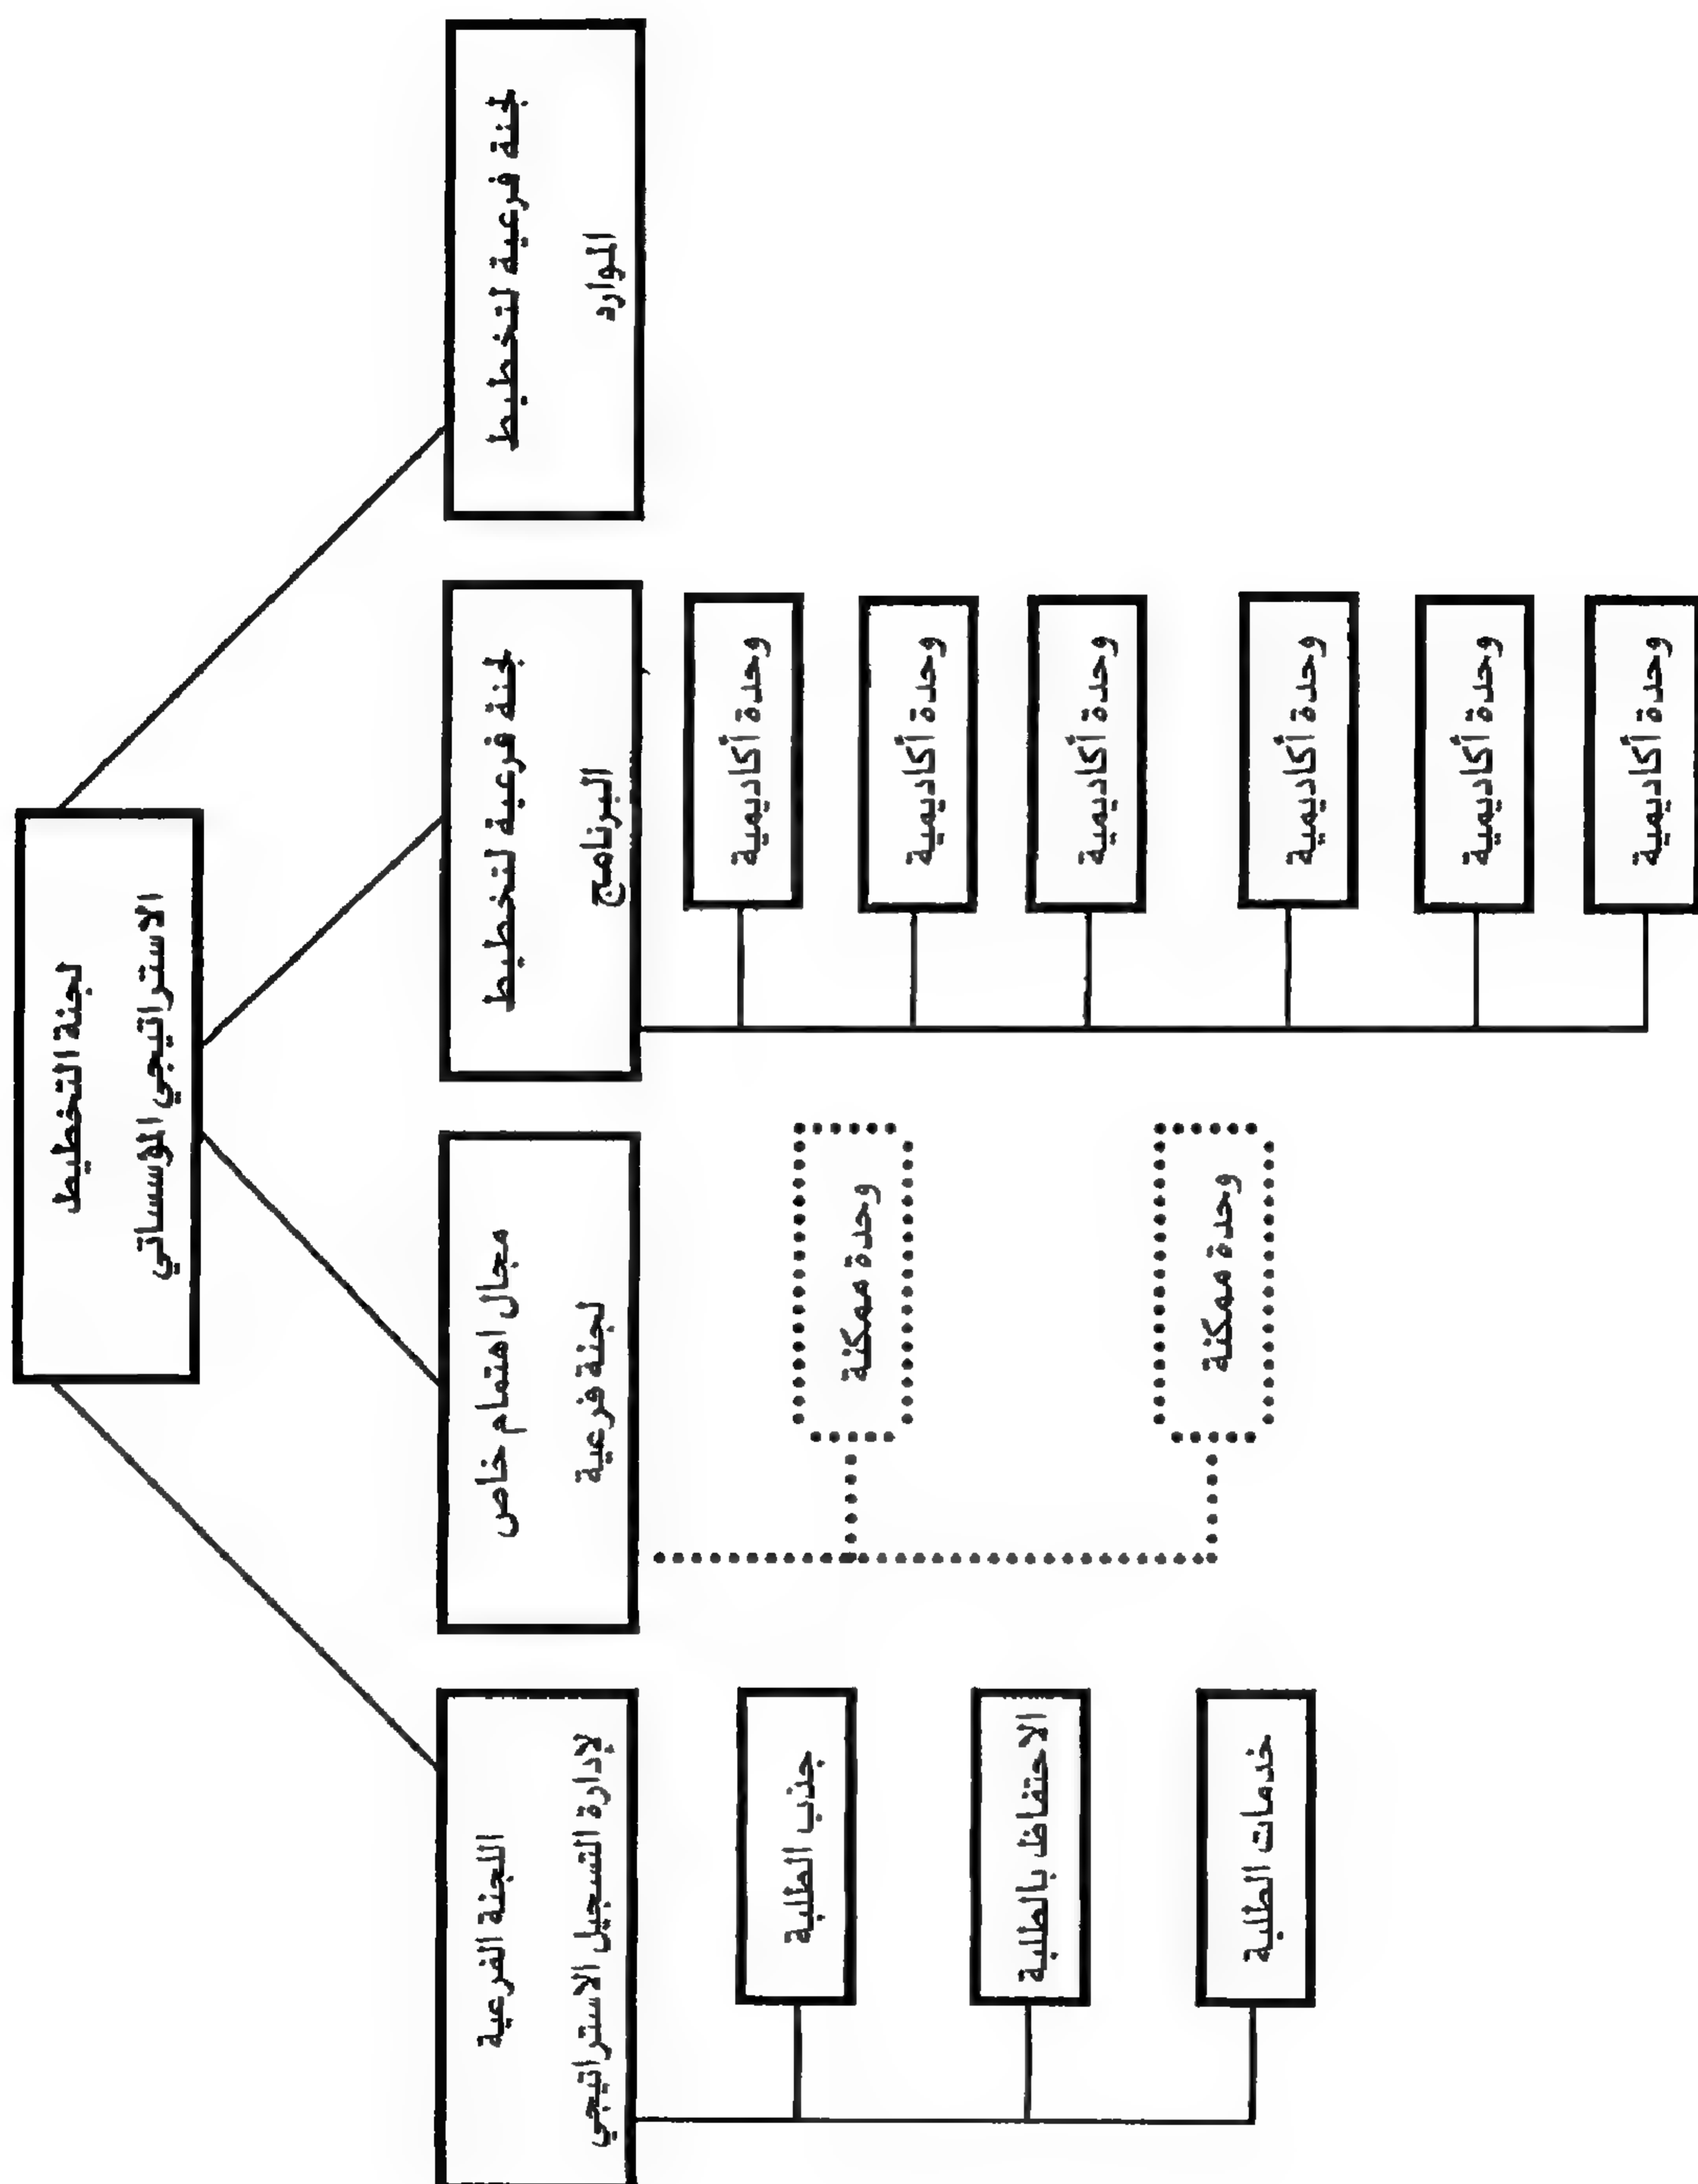 لجنة التخطيط
الاستراتيجي المؤسساتي
لجنة فرعية لتخطيط
الموارد
لجنة فرعية لتخطيط
البرنامج
وحدة أكاديمية
وحدة أكاديمية
وحدة أكاديمية
وحدة أكاديمية
وحدة أكاديمية
وحدة أكاديمية
مجال اهتمام خاص
لجنة فرعية
وحدة ممكنة
وحدة ممكنة
اللجنة الفرعية
لإدارة التسجيل الاستراتيجي
جذب الطلبة
الاحتفاظ بالطلبة
خدمات الطلبة